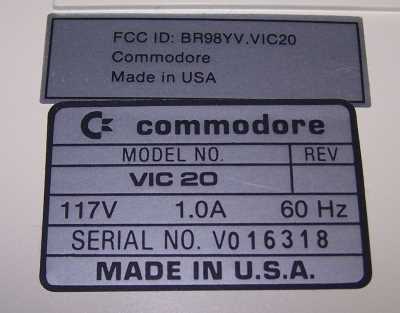 FCC ID: BR98YV.VIC20
Commodore
Made in USA
commodore
MODEL NO. REV
VIC 20
117V 1.0A 60 Hz
SERIAL NO. V016318
MADE IN U.S.A.